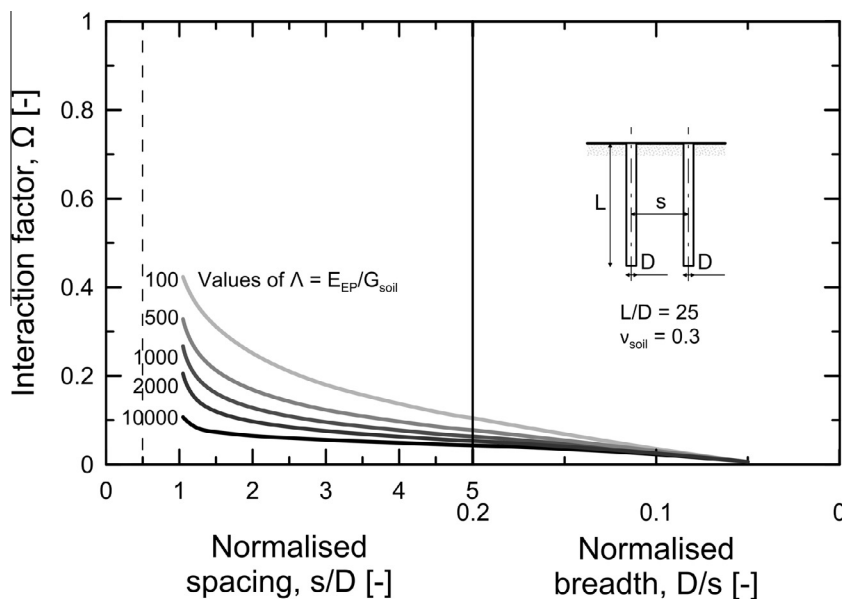 Interaction factor, Ω [-]
1
0.8
0.6
0.4
0.2
0
100
500
1000
2000
10000
Values of Λ = E_EP/G_soil
L
s
D
D
L/D = 25
ν_soil = 0.3
0 1 2 3 4 5
0.2 0.1 0
Normalised
spacing, s/D [-]
Normalised
breadth, D/s [-]